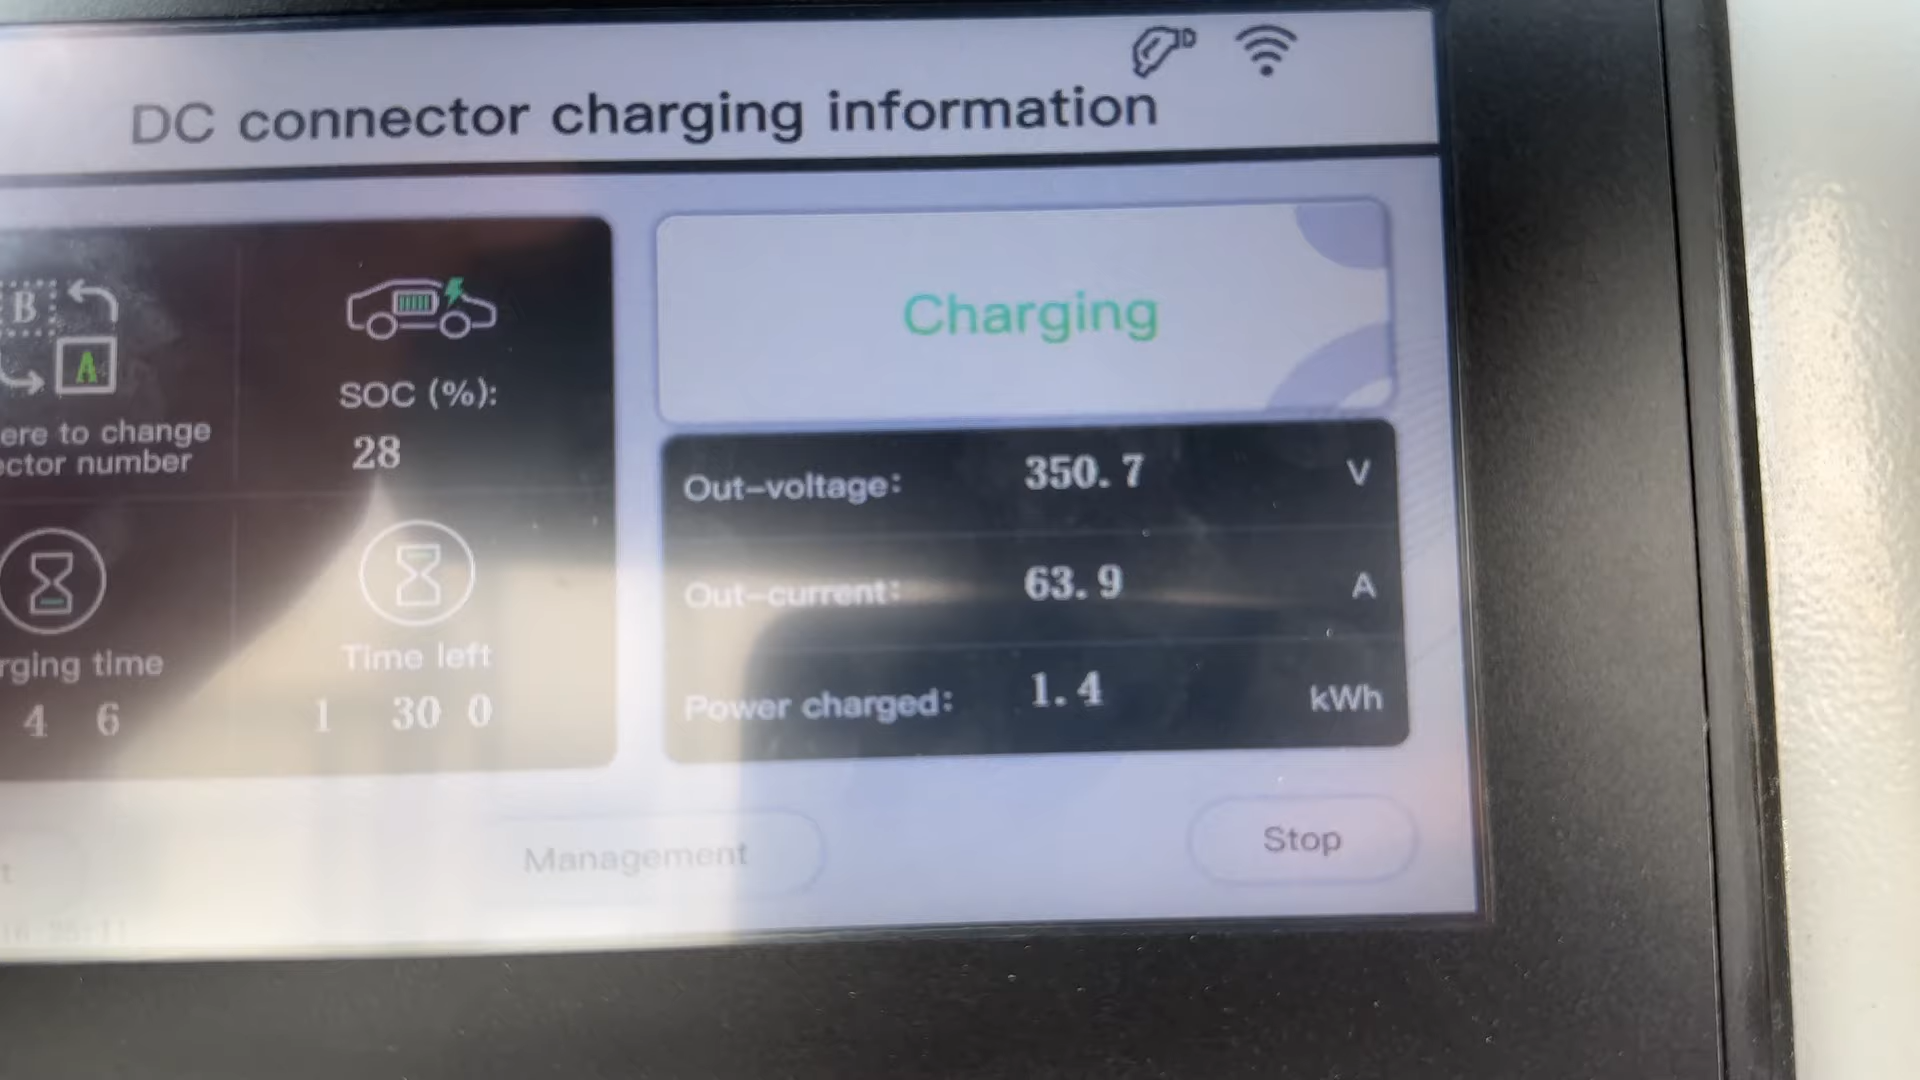 DC connector charging information
B
A
ere to change
ector number
SOC (%):
28
Charging
Out-voltage: 350.7 V
Out-current: 63.9 A
Power charged: 1.4 kWh
rging time
4 6
Time left
1 30 0
Management
Stop
t